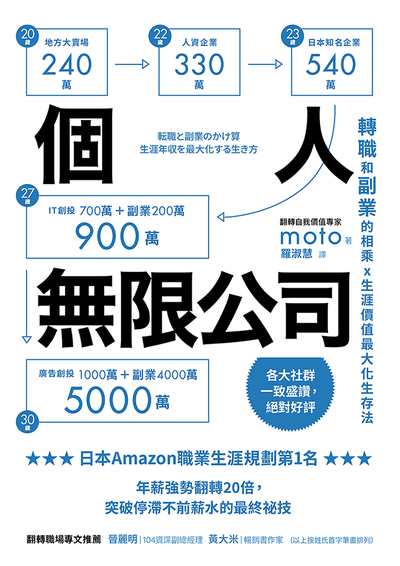 20歲
地方大賣場
240
萬
22歲
人資企業
330
萬
23歲
日本知名企業
540
萬
個人
転職と副業のかけ算
生涯年収を最大化する生き方
轉職和副業的相乘x生涯價值最大化生存法
27歲
IT創投 700萬＋副業200萬
900萬
翻轉自我價值專家
moto 著
羅淑慧 譯
無限公司
廣告創投 1000萬＋副業4000萬
5000萬
30歲
各大社群
一致盛讚，
絕對好評
★★★ 日本Amazon職業生涯規劃第1名 ★★★
年薪強勢翻轉20倍，
突破停滯不前薪水的最終祕技
翻轉職場專文推薦 晉麗明｜104資深副總經理 黃大米｜暢銷書作家 （以上按姓氏首字筆畫排列）